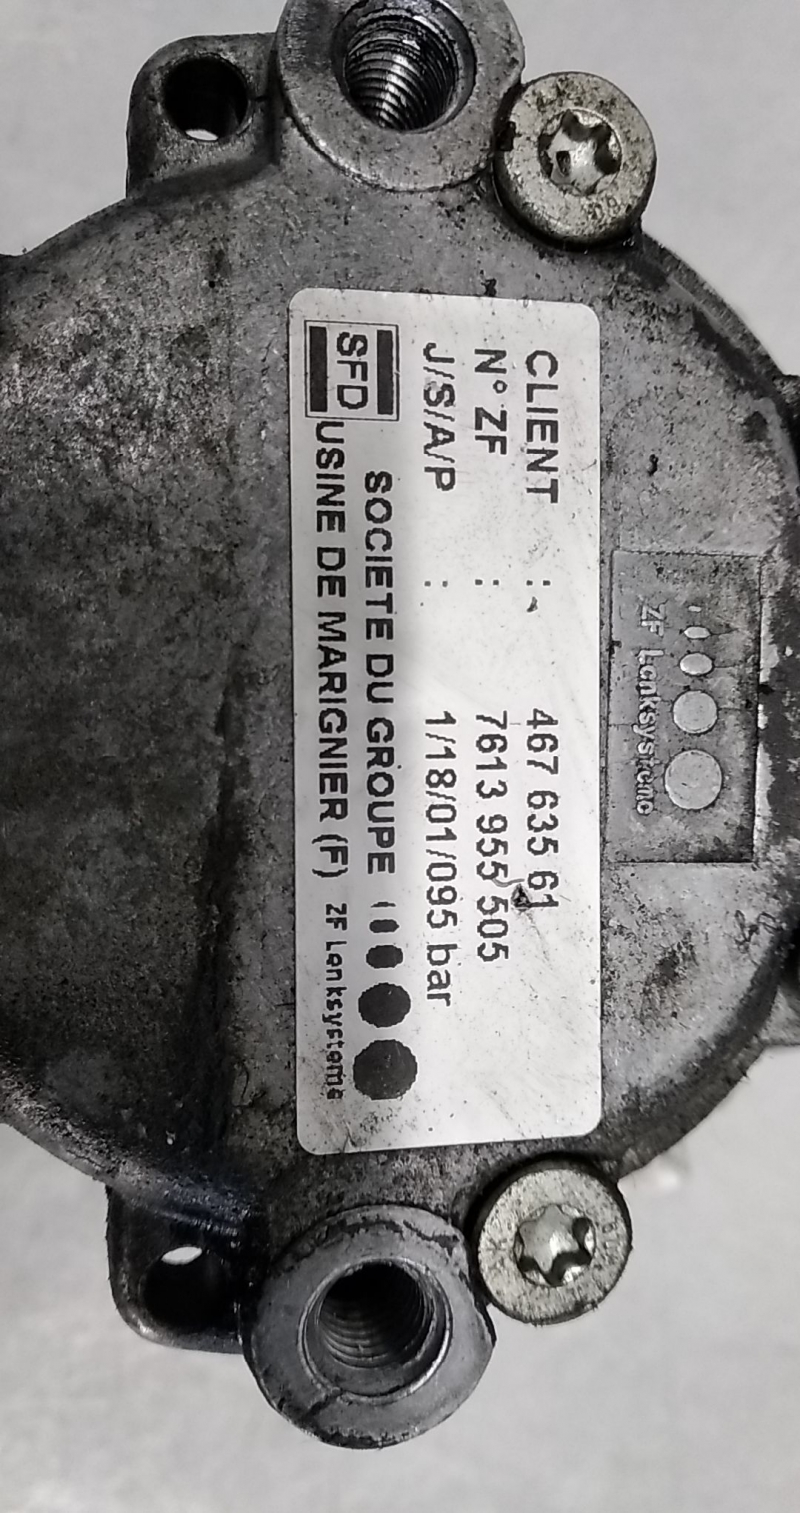 CLIENT : 467 635 61
N° ZF : 7613 955 505
J/S/A/P : 1/18/01/095 bar
SFD SOCIETE DU GROUPE
USINE DE MARIGNIER (F) ZF Lenksysteme
ZF Lenksysteme